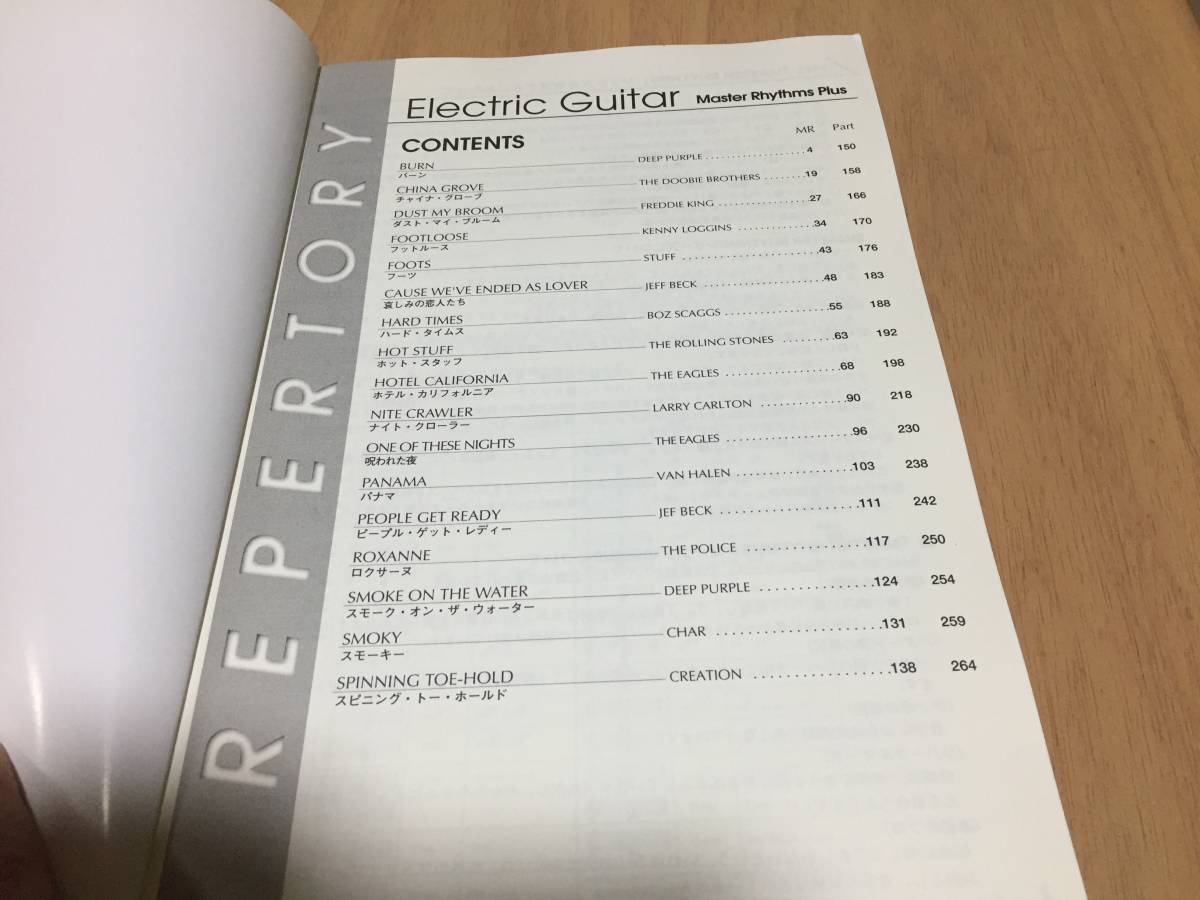 REPERTORY
Electric Guitar Master Rhythms Plus
CONTENTS MR Part
BURN DEEP PURPLE ................... 4 150
バーン
CHINA GROVE THE DOOBIE BROTHERS ........ 19 158
チャイナ・グローブ
DUST MY BROOM FREDDIE KING ................. 27 166
ダスト・マイ・ブルーム
FOOTLOOSE KENNY LOGGINS .............. 34 170
フットルース
FOOTS STUFF ......................... 43 176
フーツ
CAUSE WE'VE ENDED AS LOVER JEFF BECK ...................... 48 183
哀しみの恋人たち
HARD TIMES BOZ SCAGGS ................... 55 188
ハード・タイムス
HOT STUFF THE ROLLING STONES ......... 63 192
ホット・スタッフ
HOTEL CALIFORNIA THE EAGLES .................... 68 198
ホテル・カリフォルニア
NITE CRAWLER LARRY CARLTON .............. 90 218
ナイト・クローラー
ONE OF THESE NIGHTS THE EAGLES .................... 96 230
呪われた夜
PANAMA VAN HALEN .................. 103 238
パナマ
PEOPLE GET READY JEF BECK ..................... 111 242
ピープル・ゲット・レディー
ROXANNE THE POLICE ................ 117 250
ロクサーヌ
SMOKE ON THE WATER DEEP PURPLE ............... 124 254
スモーク・オン・ザ・ウォーター
SMOKY CHAR ..................... 131 259
スモーキー
SPINNING TOE-HOLD CREATION ................. 138 264
スピニング・トー・ホールド